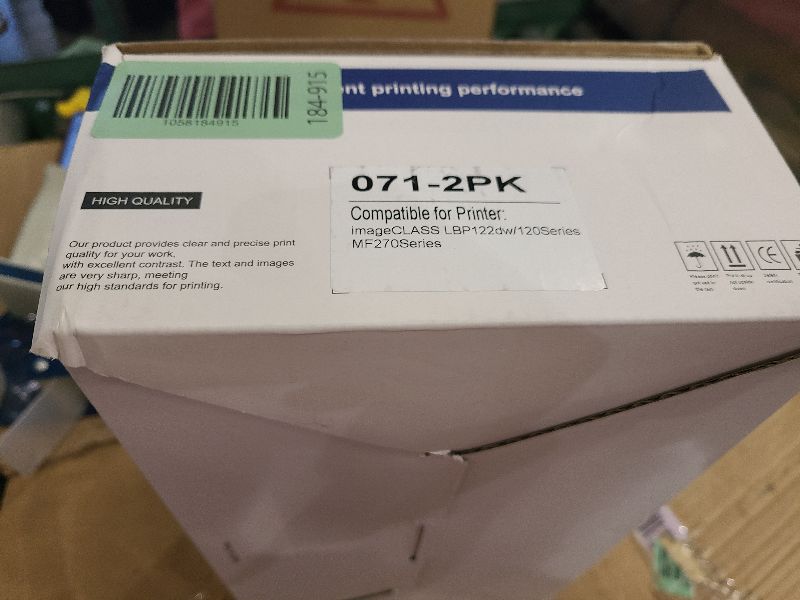 nt printing performance
1058184915
184-915
071-2PK
Compatible for Printer:
imageCLASS LBP122dw/120Series
MF270Series
HIGH QUALITY
Our product provides clear and precise print
quality for your work,
with excellent contrast. The text and images
are very sharp, meeting
our high standards for printing.
CE